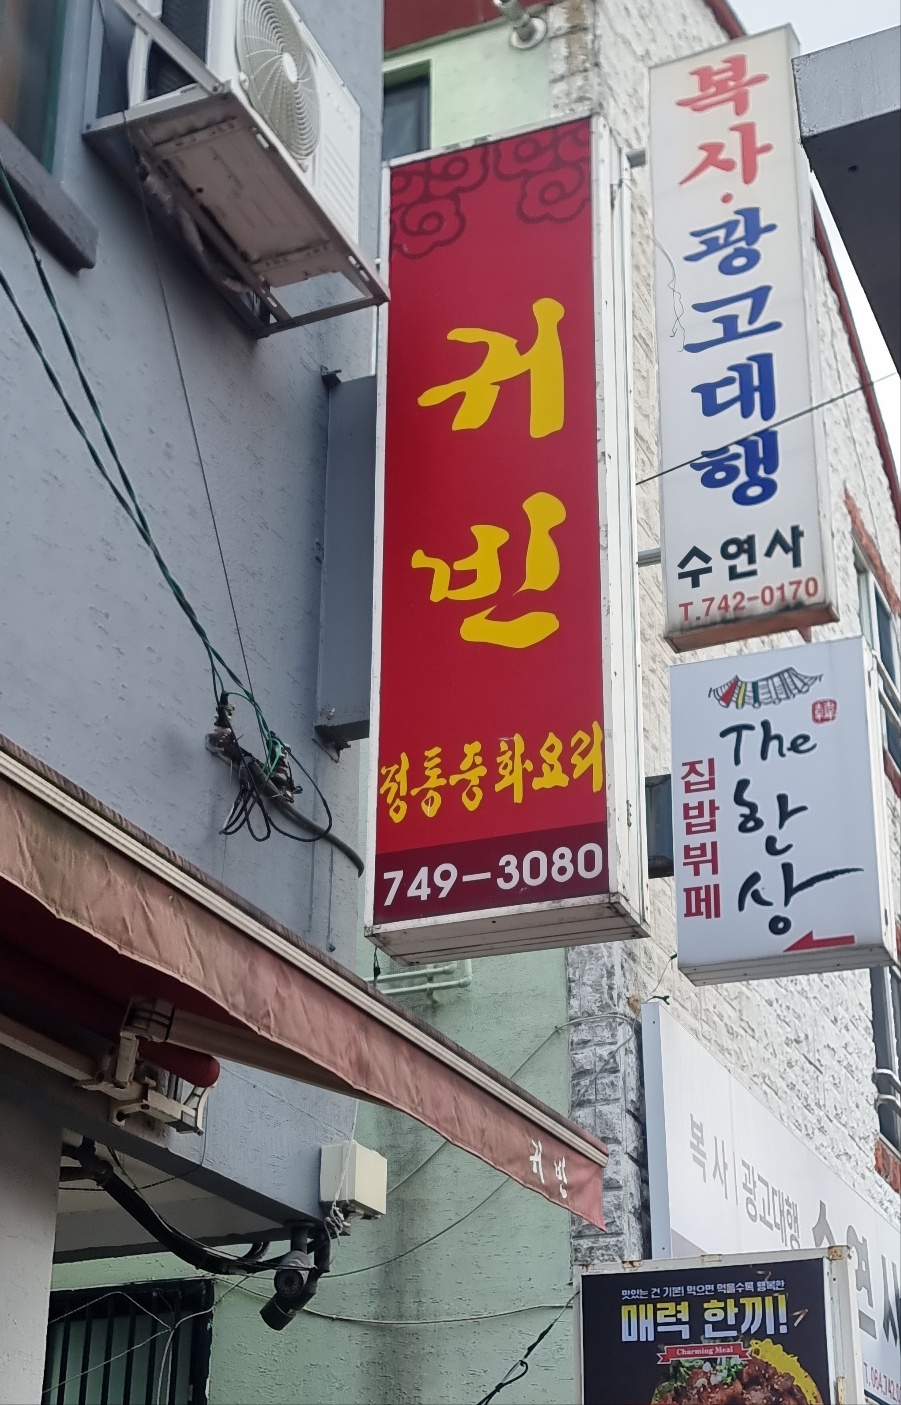 귀빈
정통중화요리
749-3080
복사·광고대행
수연사
T.742-0170
韓
The
한상
집밥뷔페
귀빈
복사 | 광고대행
맛있는 건 기본! 먹으면 먹을수록 행복한
매력 한끼!
Charming Meal